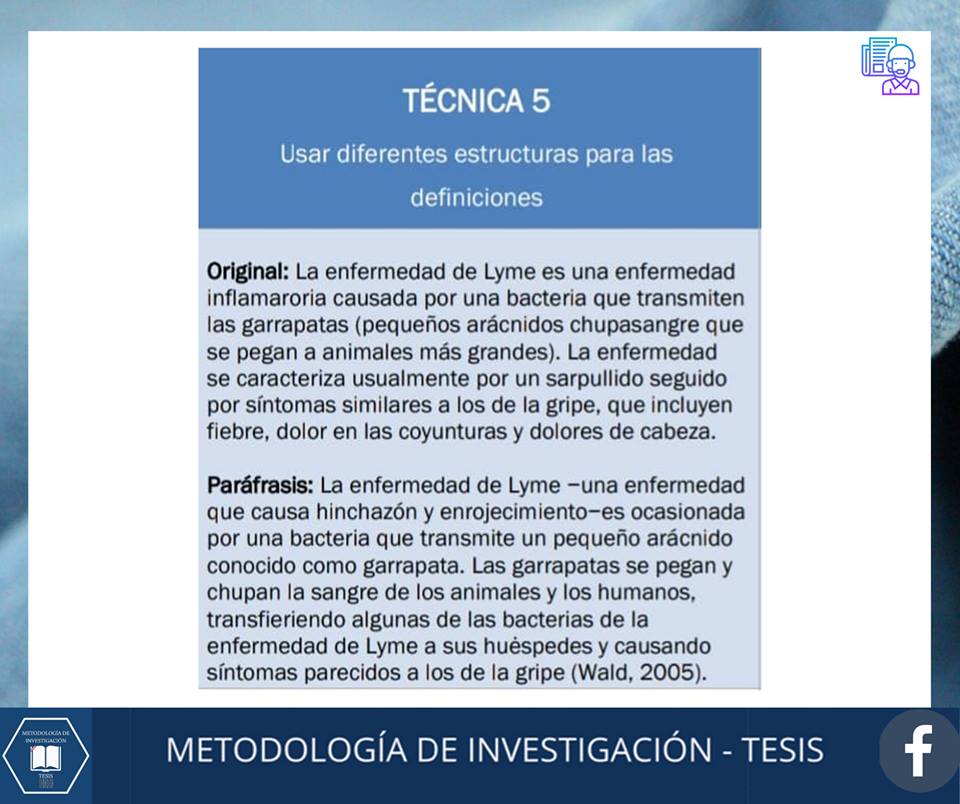 TÉCNICA 5
Usar diferentes estructuras para las
definiciones
Original: La enfermedad de Lyme es una enfermedad
inflamaroria causada por una bacteria que transmiten
las garrapatas (pequeños arácnidos chupasangre que
se pegan a animales más grandes). La enfermedad
se caracteriza usualmente por un sarpullido seguido
por síntomas similares a los de la gripe, que incluyen
fiebre, dolor en las coyunturas y dolores de cabeza.
Paráfrasis: La enfermedad de Lyme –una enfermedad
que causa hinchazón y enrojecimiento–es ocasionada
por una bacteria que transmite un pequeño arácnido
conocido como garrapata. Las garrapatas se pegan y
chupan la sangre de los animales y los humanos,
transfieriendo algunas de las bacterias de la
enfermedad de Lyme a sus huéspedes y causando
síntomas parecidos a los de la gripe (Wald, 2005).
METODOLOGÍA DE
INVESTIGACIÓN
TESIS
METODOLOGÍA DE INVESTIGACIÓN - TESIS
f